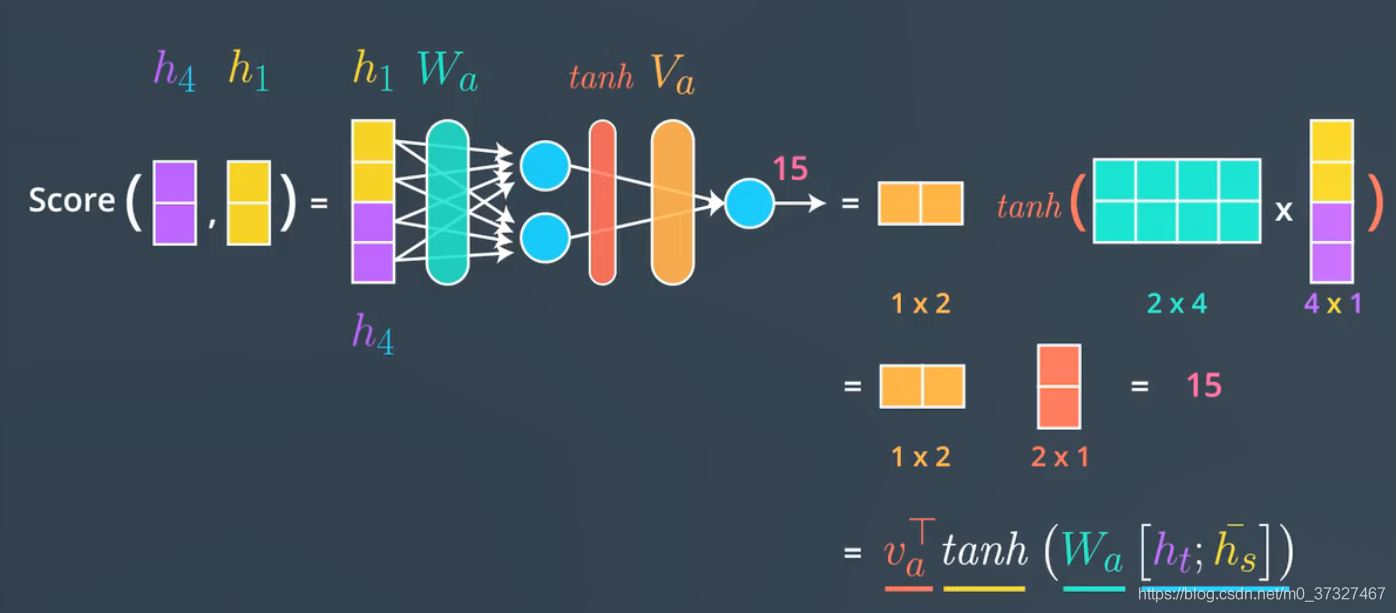 h₄ h₁ h₁ Wₐ tanh Vₐ
Score ( , ) = 15 = tanh ( x )
1 x 2 2 x 4 4 x 1
h₄
= = 15
1 x 2 2 x 1
= vₐ⊤ tanh (Wₐ [hₜ; h̄ₛ])
https://blog.csdn.net/m0_37327467